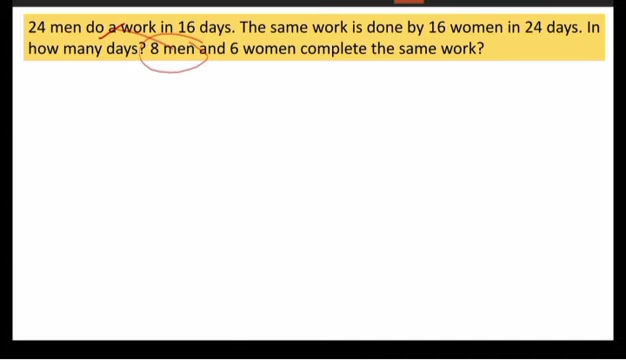 24 men do a work in 16 days. The same work is done by 16 women in 24 days. In
how many days? 8 men and 6 women complete the same work?